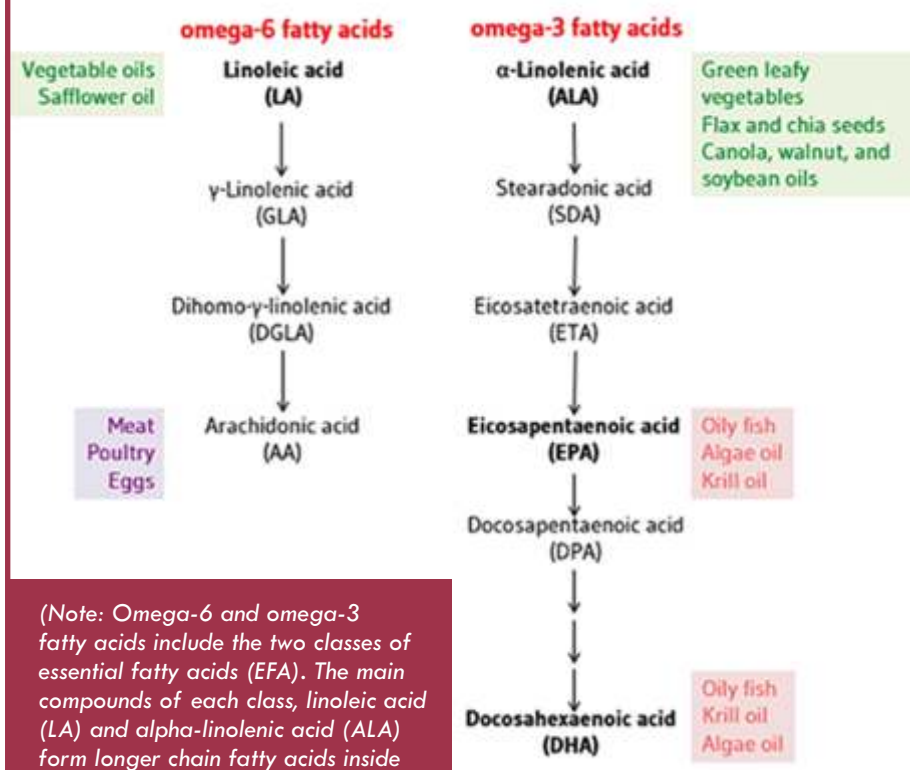 omega-6 fatty acids
omega-3 fatty acids
Vegetable oils
Safflower oil
Linoleic acid
(LA)
α-Linolenic acid
(ALA)
Green leafy
vegetables
Flax and chia seeds
Canola, walnut, and
soybean oils
γ-Linolenic acid
(GLA)
Stearadonic acid
(SDA)
Dihomo-γ-linolenic acid
(DGLA)
Eicosatetraenoic acid
(ETA)
Meat
Poultry
Eggs
Arachidonic acid
(AA)
Eicosapentaenoic acid
(EPA)
Oily fish
Algae oil
Krill oil
Docosapentaenoic acid
(DPA)
Docosahexaenoic acid
(DHA)
Oily fish
Krill oil
Algae oil
(Note: Omega-6 and omega-3
fatty acids include the two classes of
essential fatty acids (EFA). The main
compounds of each class, linoleic acid
(LA) and alpha-linolenic acid (ALA)
form longer chain fatty acids inside